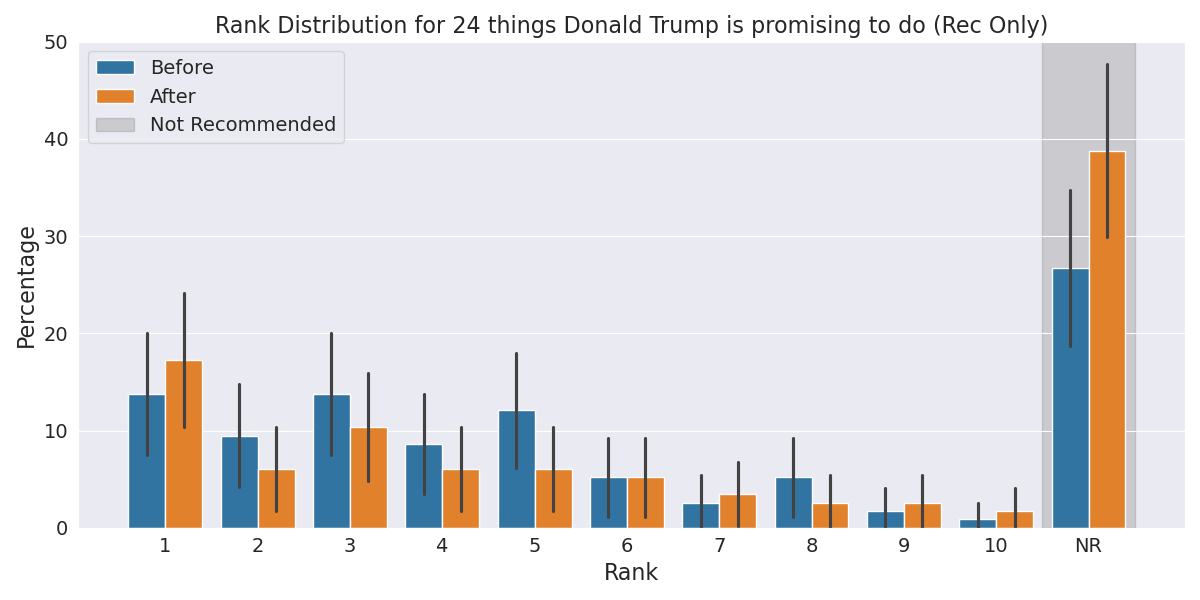 Rank Distribution for 24 things Donald Trump is promising to do (Rec Only)
Before
After
Not Recommended
Percentage
50
40
30
20
10
0
1 2 3 4 5 6 7 8 9 10 NR
Rank